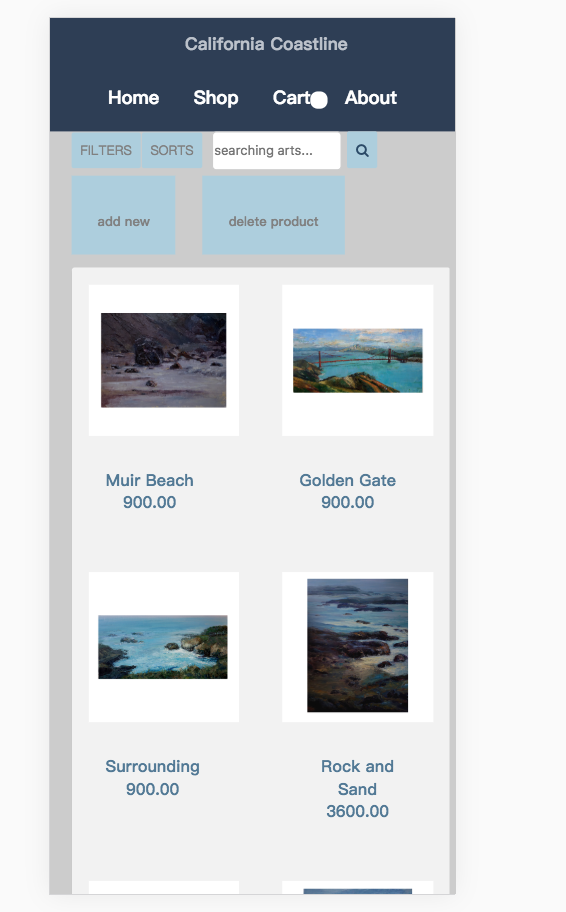 California Coastline
Home Shop Cart About
FILTERS SORTS searching arts...
add new delete product
Muir Beach
900.00
Golden Gate
900.00
Surrounding
900.00
Rock and
Sand
3600.00